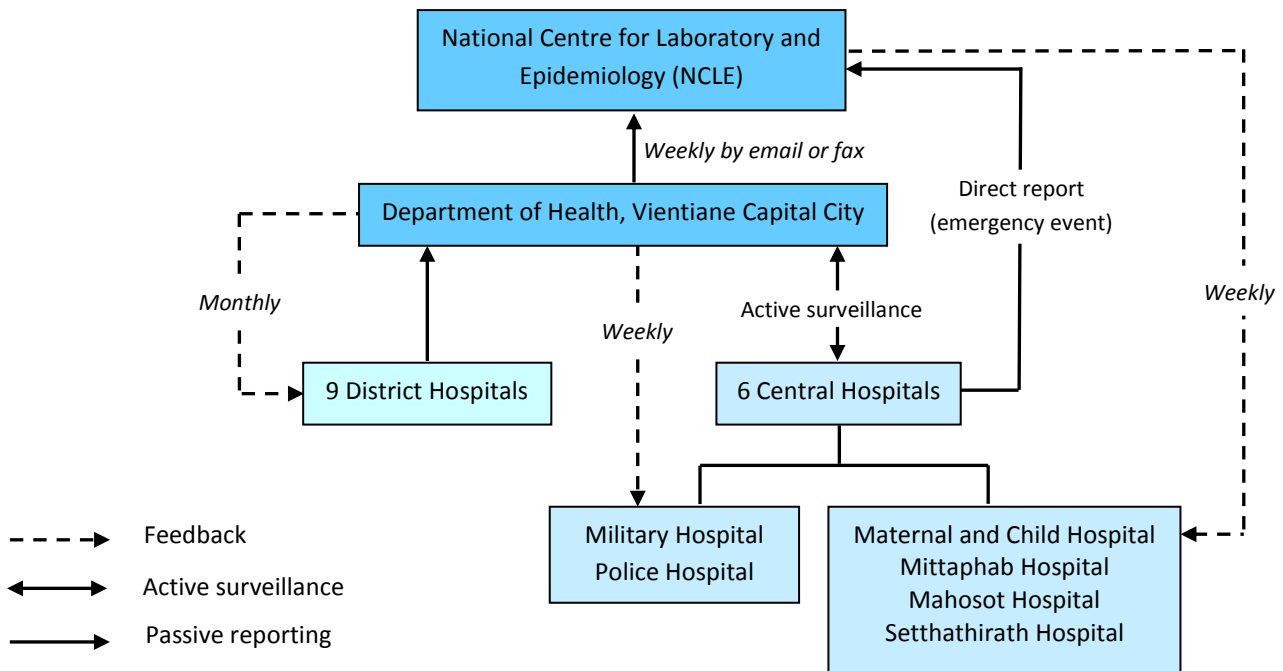 National Centre for Laboratory and
Epidemiology (NCLE)
Weekly by email or fax
Department of Health, Vientiane Capital City
Direct report
(emergency event)
Monthly
Weekly
Active surveillance
Weekly
9 District Hospitals
6 Central Hospitals
Military Hospital
Police Hospital
Maternal and Child Hospital
Mittaphab Hospital
Mahosot Hospital
Setthathirath Hospital
Feedback
Active surveillance
Passive reporting